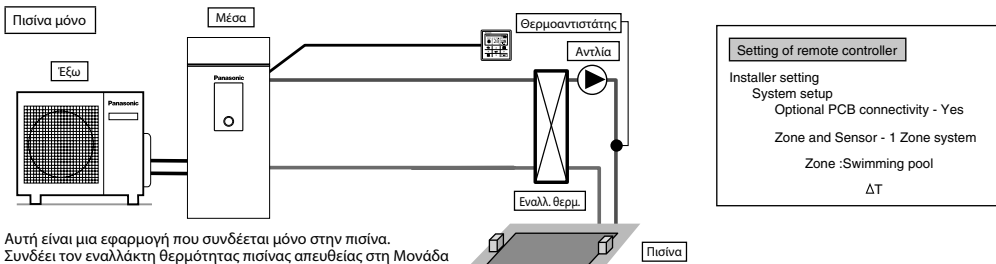 Πισίνα μόνο
Μέσα
Θερμοαντιστάτης
Αντλία
Έξω
Panasonic
Panasonic
Εναλλ. θερμ.
Πισίνα
Αυτή είναι μια εφαρμογή που συνδέεται μόνο στην πισίνα.
Συνδέει τον εναλλάκτη θερμότητας πισίνας απευθείας στη Μονάδα
Setting of remote controller
Installer setting
System setup
Optional PCB connectivity - Yes
Zone and Sensor - 1 Zone system
Zone :Swimming pool
ΔT